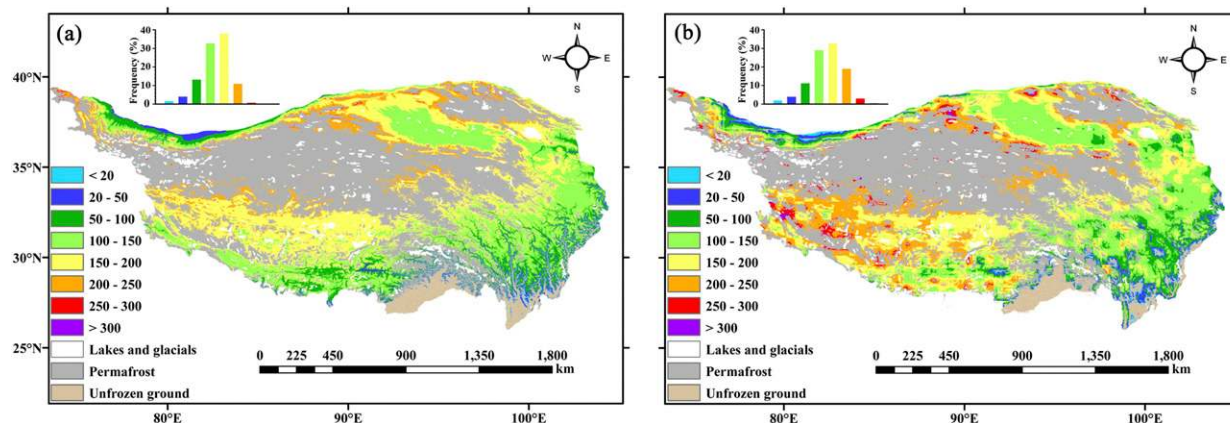 (a)
Frequency (%)
40
30
20
10
0
N
W E
S
40°N
35°N
30°N
25°N
< 20
20 - 50
50 - 100
100 - 150
150 - 200
200 - 250
250 - 300
> 300
Lakes and glacials
Permafrost
Unfrozen ground
0 225 450 900 1,350 1,800
km
80°E 90°E 100°E
(b)
Frequency (%)
40
30
20
10
0
N
W E
S
< 20
20 - 50
50 - 100
100 - 150
150 - 200
200 - 250
250 - 300
> 300
Lakes and glacials
Permafrost
Unfrozen ground
0 225 450 900 1,350 1,800
km
80°E 90°E 100°E